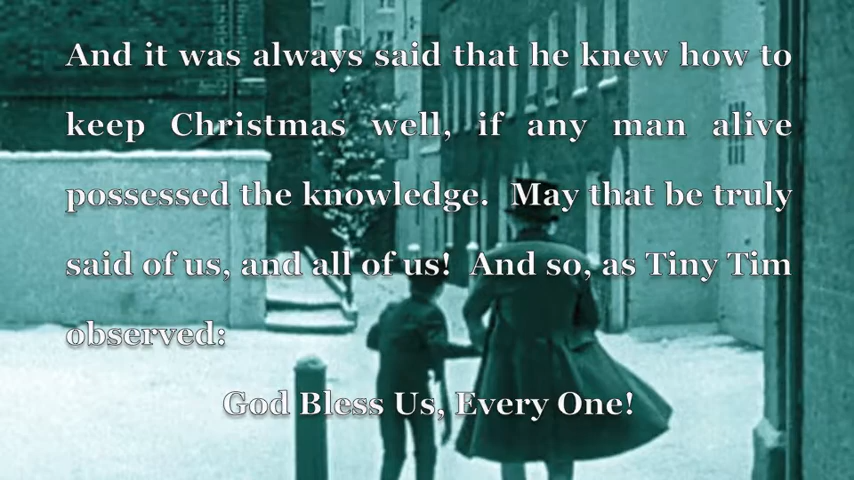 And it was always said that he knew how to
keep Christmas well, if any man alive
possessed the knowledge. May that be truly
said of us, and all of us! And so, as Tiny Tim
observed:
God Bless Us, Every One!